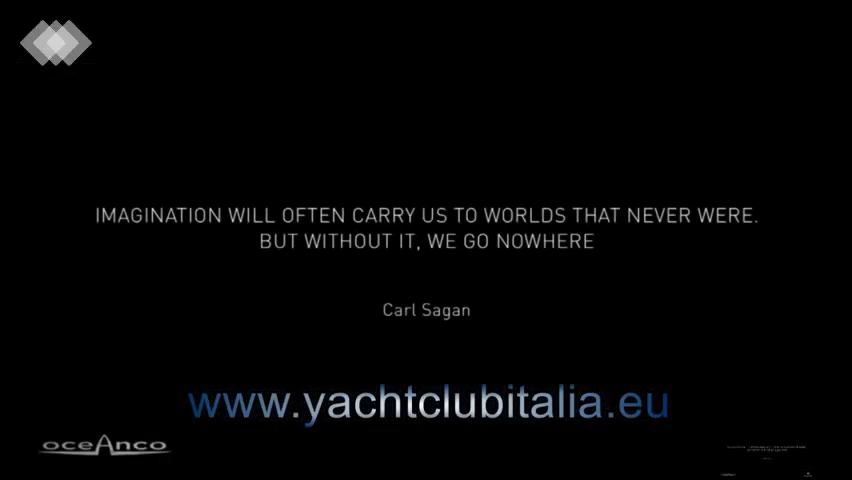 IMAGINATION WILL OFTEN CARRY US TO WORLDS THAT NEVER WERE.
BUT WITHOUT IT, WE GO NOWHERE
Carl Sagan
www.yachtclubitalia.eu
oceAnco